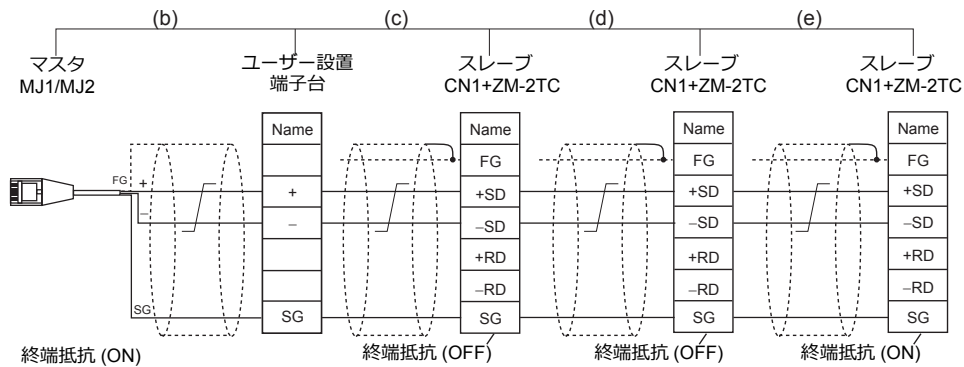 (b) (c) (d) (e)
マスタ
MJ1/MJ2
ユーザー設置
端子台
スレーブ
CN1+ZM-2TC
スレーブ
CN1+ZM-2TC
スレーブ
CN1+ZM-2TC
Name Name Name Name
FG FG FG
FG + + +SD +SD +SD
– – –SD –SD –SD
+RD +RD +RD
–RD –RD –RD
SG SG SG SG SG
終端抵抗 (ON) 終端抵抗 (OFF) 終端抵抗 (OFF) 終端抵抗 (ON)